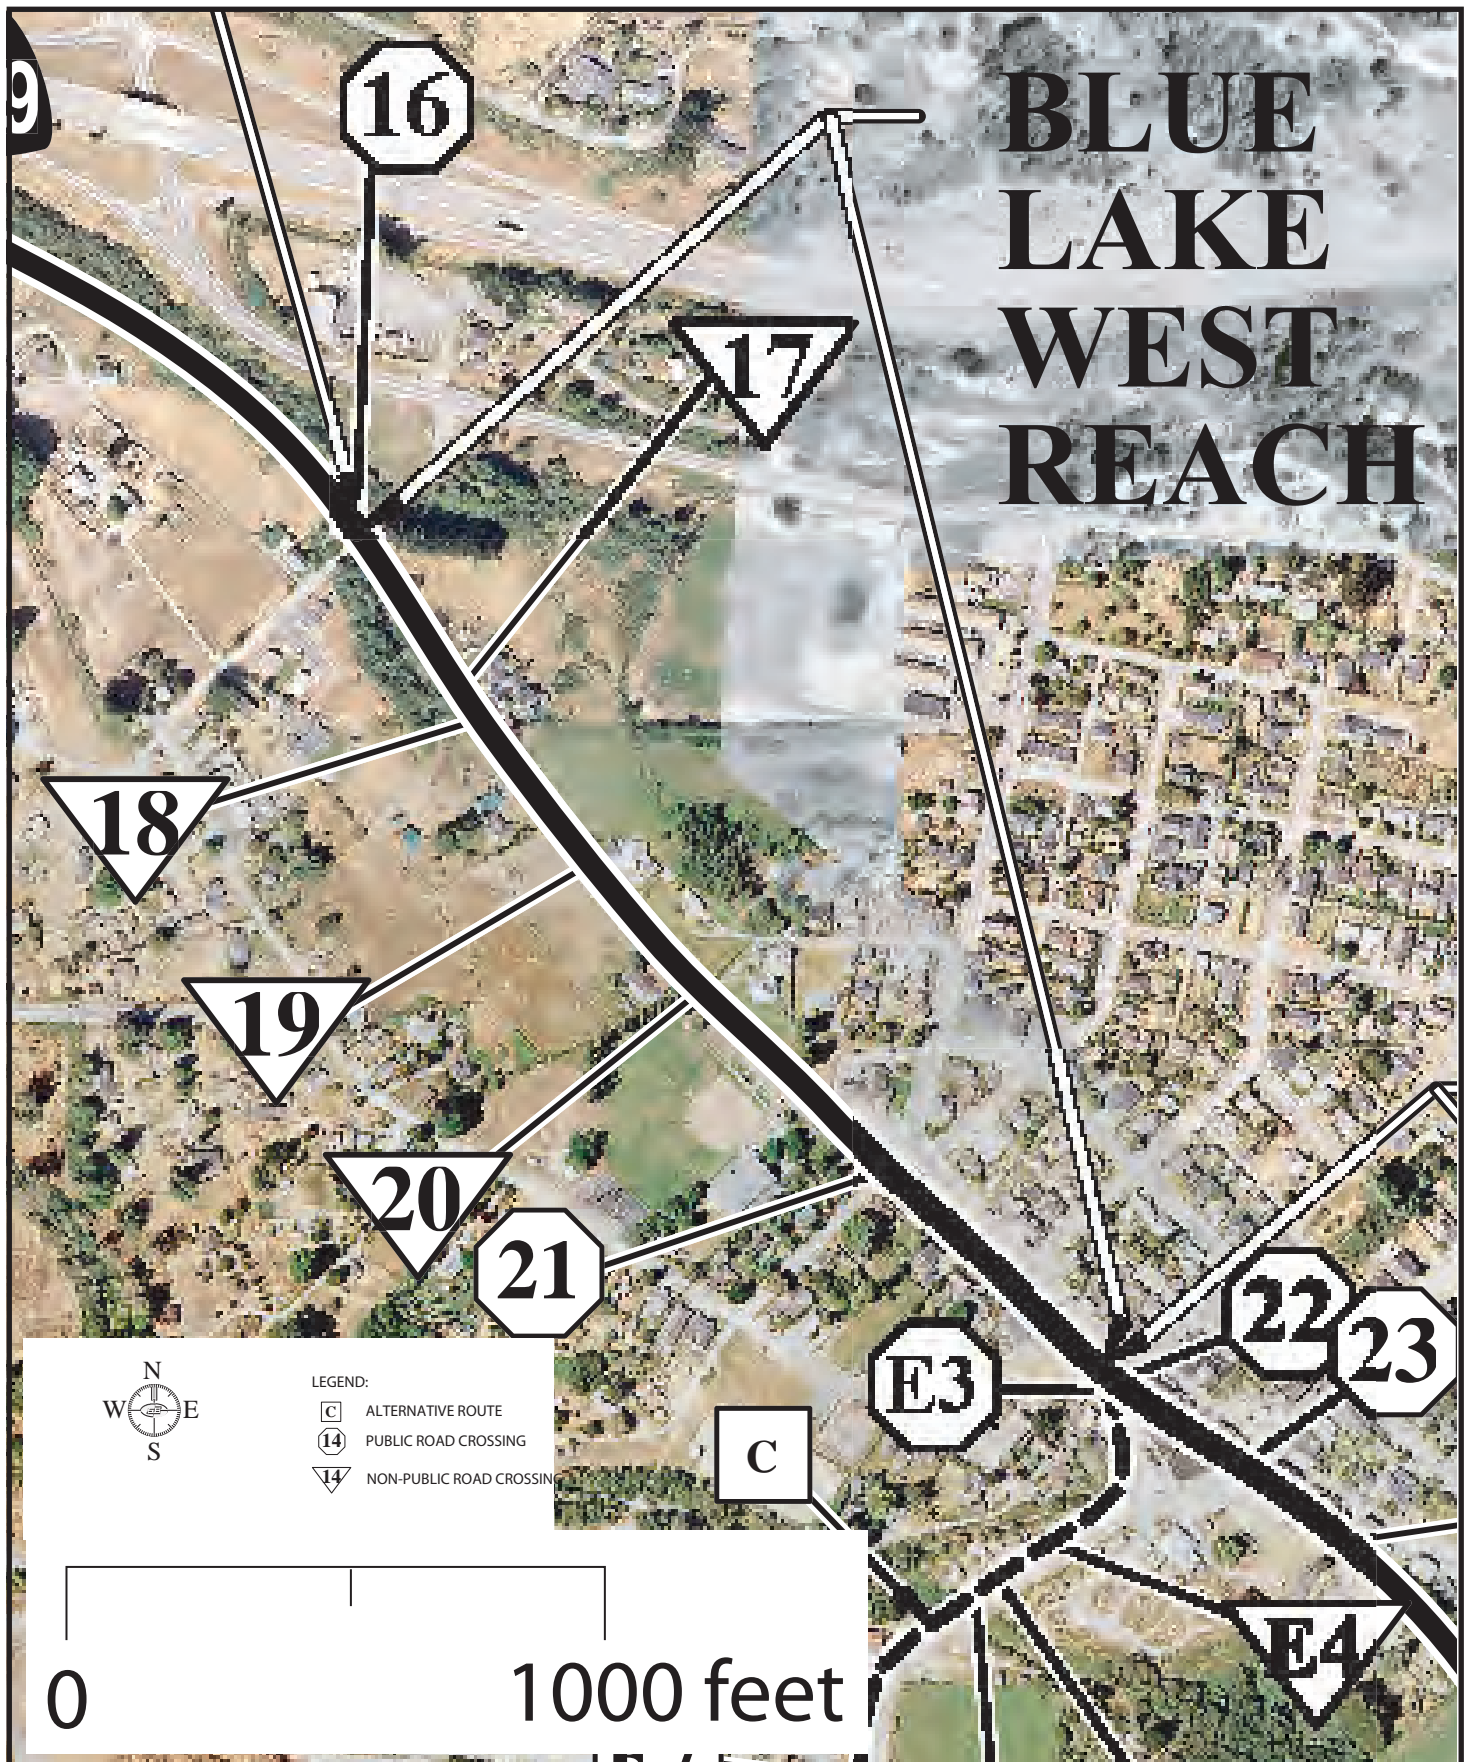 9
16
BLUE
LAKE
WEST
REACH
17
18
19
20
21
22
23
E3
C
E4
N
W E
S
LEGEND:
C ALTERNATIVE ROUTE
14 PUBLIC ROAD CROSSING
14 NON-PUBLIC ROAD CROSSING
0 1000 feet